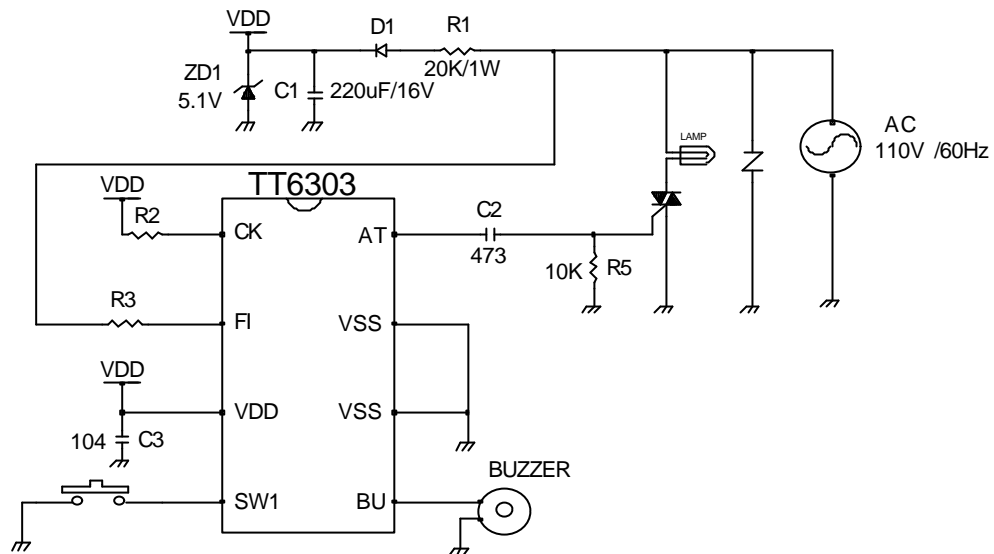 VDD
D1
R1
20K/1W
ZD1
5.1V
C1
220uF/16V
LAMP
AC
110V /60Hz
VDD
TT6303
R2
CK
AT
C2
473
10K
R5
R3
FI
VSS
VDD
VDD
VSS
104
C3
BUZZER
SW1
BU